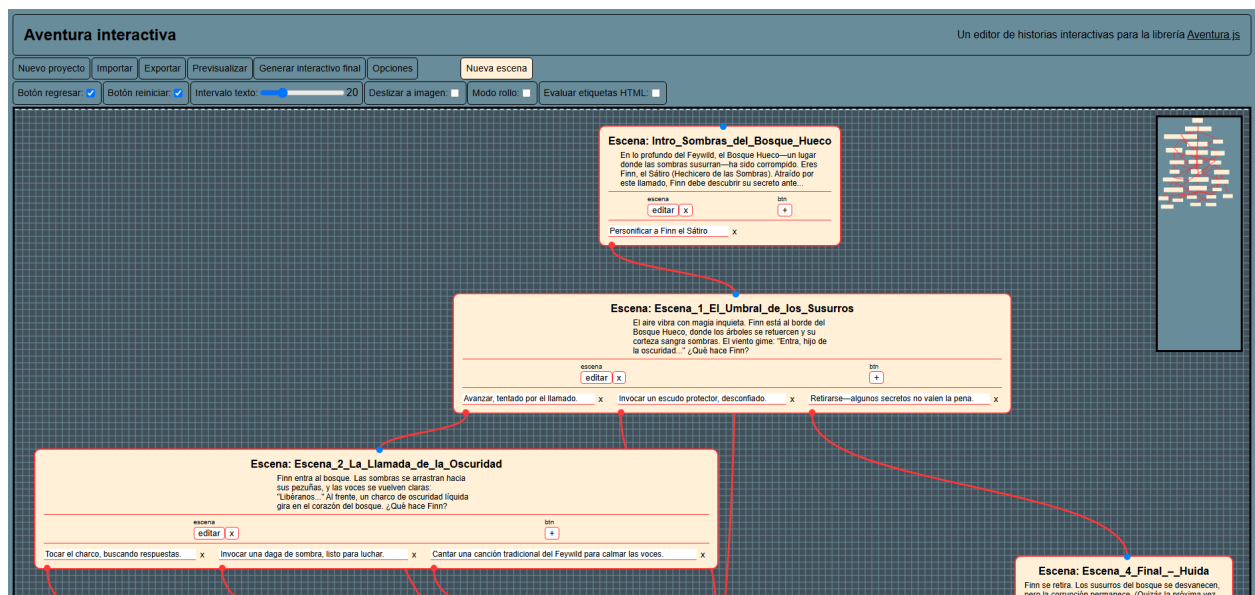 Aventura interactiva
Un editor de historias interactivas para la librería Aventura.js
Nuevo proyecto Importar Exportar Previsualizar Generar interactivo final Opciones Nueva escena
Botón regresar: Botón reiniciar: Intervalo texto: 20 Deslizar a imagen: Modo rollo: Evaluar etiquetas HTML:
Escena: Intro_Sombras_del_Bosque_Hueco
En lo profundo del Feywild, el Bosque Hueco—un lugar
donde las sombras susurran—ha sido corrompido. Eres
Finn, el Sátiro (Hechicero de las Sombras). Atraído por
este llamado, Finn debe descubrir su secreto ante...
escena btn
editar x +
Personificar a Finn el Sátiro x
Escena: Escena_1_El_Umbral_de_los_Susurros
El aire vibra con magia inquieta. Finn está al borde del
Bosque Hueco, donde los árboles se retuercen y su
corteza sangra sombras. El viento gime: "Entra, hijo de
la oscuridad..." ¿Qué hace Finn?
escena btn
editar x +
Avanzar, tentado por el llamado. x Invocar un escudo protector, desconfiado. x Retirarse—algunos secretos no valen la pena. x
Escena: Escena_2_La_Llamada_de_la_Oscuridad
Finn entra al bosque. Las sombras se arrastran hacia
sus pezuñas, y las voces se vuelven claras:
"Libéranos..." Al frente, un charco de oscuridad líquida
gira en el corazón del bosque. ¿Qué hace Finn?
escena btn
editar x +
Tocar el charco, buscando respuestas. x Invocar una daga de sombra, listo para luchar. x Cantar una canción tradicional del Feywild para calmar las voces. x
Escena: Escena_4_Final_–_Huida
Finn se retira. Los susurros del bosque se desvanecen,
pero la corrupción permanece. (Quizás la próxima vez